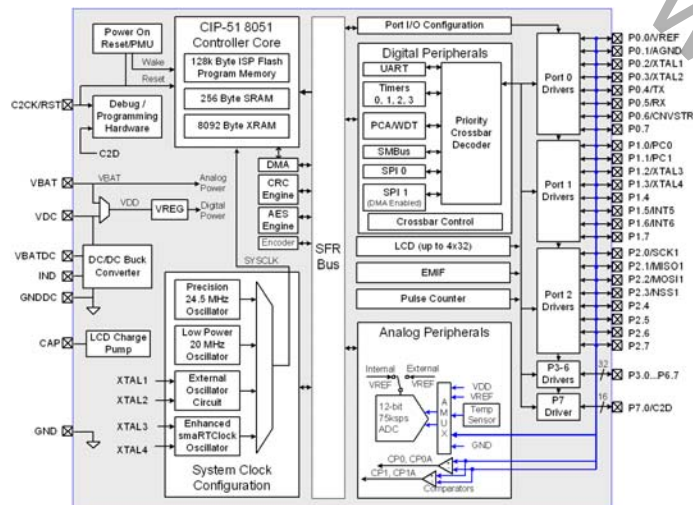 Power On
Reset/PMU
Wake
Reset
C2CK/RST
Debug /
Programming
Hardware
C2D
VBAT
VBAT
Analog
Power
VDC
VDD
VREG
Digital
Power
VBATDC
IND
GNDDC
DC/DC Buck
Converter
CAP
LCD Charge
Pump
XTAL1
XTAL2
XTAL3
XTAL4
GND
CIP-51 8051
Controller Core
128k Byte ISP Flash
Program Memory
256 Byte SRAM
8092 Byte XRAM
DMA
CRC
Engine
AES
Engine
Encoder
SYSCLK
Precision
24.5 MHz
Oscillator
Low Power
20 MHz
Oscillator
External
Oscillator
Circuit
Enhanced
smaRTClock
Oscillator
System Clock
Configuration
SFR
Bus
Port I/O Configuration
Digital Peripherals
UART
Timers
0, 1, 2, 3
PCA/WDT
SMBus
SPI 0
SPI 1
(DMA Enabled)
Priority
Crossbar
Decoder
Crossbar Control
LCD (up to 4x32)
EMIF
Pulse Counter
Analog Peripherals
Internal
External
VREF
VREF
VDD
VREF
12-bit
75ksps
ADC
A
M
U
X
Temp
Sensor
GND
CP0, CP0A
CP1, CP1A
Comparators
Port 0
Drivers
Port 1
Drivers
Port 2
Drivers
P3-6
Drivers
P7
Driver
32
16
P0.0/VREF
P0.1/AGND
P0.2/XTAL1
P0.3/XTAL2
P0.4/TX
P0.5/RX
P0.6/CNVSTR
P0.7
P1.0/PC0
P1.1/PC1
P1.2/XTAL3
P1.3/XTAL4
P1.4
P1.5/INT5
P1.6/INT6
P1.7
P2.0/SCK1
P2.1/MISO1
P2.2/MOSI1
P2.3/NSS1
P2.4
P2.5
P2.6
P2.7
P3.0...P6.7
P7.0/C2D